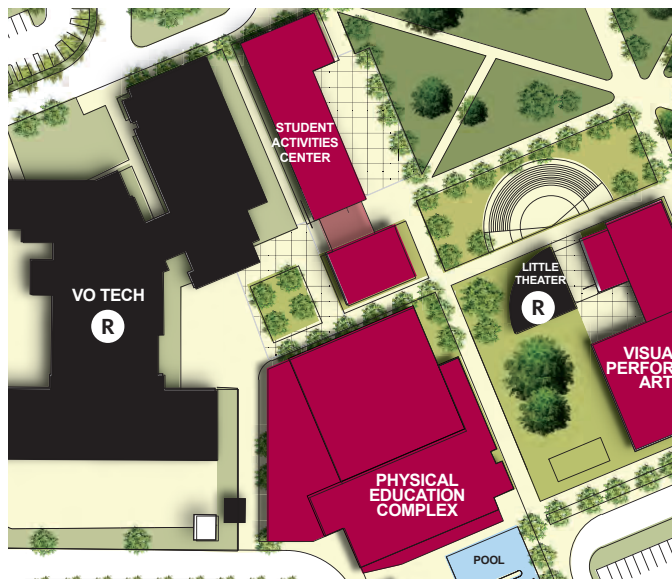 STUDENT
ACTIVITIES
CENTER
LITTLE
THEATER
R
VO TECH
R
VISUA
PERFOR
ART
PHYSICAL
EDUCATION
COMPLEX
POOL